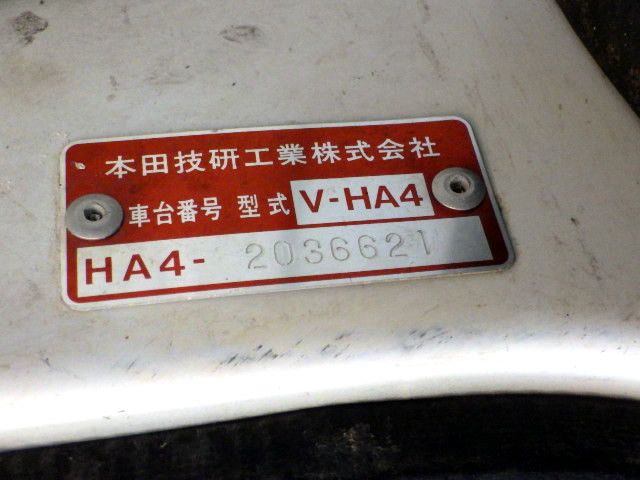 本田技研工業株式会社
車台番号 型式 V-HA4
HA4- 2036621